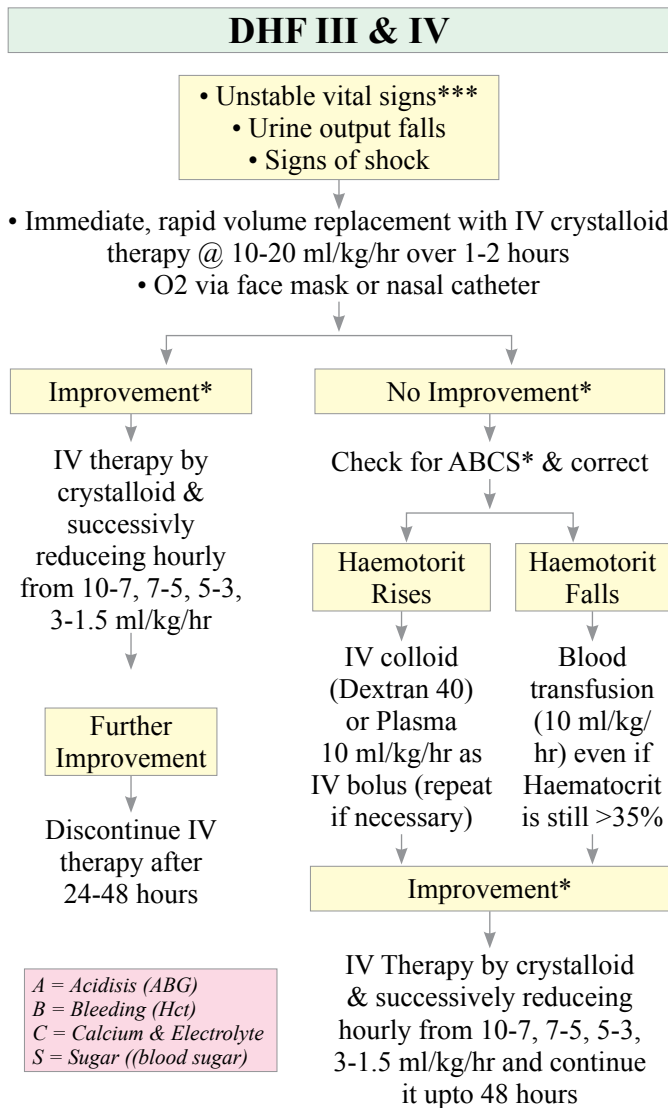 DHF III & IV
• Unstable vital signs***
• Urine output falls
• Signs of shock
• Immediate, rapid volume replacement with IV crystalloid
therapy @ 10-20 ml/kg/hr over 1-2 hours
• O2 via face mask or nasal catheter
Improvement*
IV therapy by
crystalloid &
successivly
reduceing hourly
from 10-7, 7-5, 5-3,
3-1.5 ml/kg/hr
Further
Improvement
Discontinue IV
therapy after
24-48 hours
No Improvement*
Check for ABCS* & correct
Haemotorit
Rises
IV colloid
(Dextran 40)
or Plasma
10 ml/kg/hr as
IV bolus (repeat
if necessary)
Haemotorit
Falls
Blood
transfusion
(10 ml/kg/
hr) even if
Haematocrit
is still >35%
Improvement*
IV Therapy by crystalloid
& successively reduceing
hourly from 10-7, 7-5, 5-3,
3-1.5 ml/kg/hr and continue
it upto 48 hours
A = Acidisis (ABG)
B = Bleeding (Hct)
C = Calcium & Electrolyte
S = Sugar ((blood sugar)